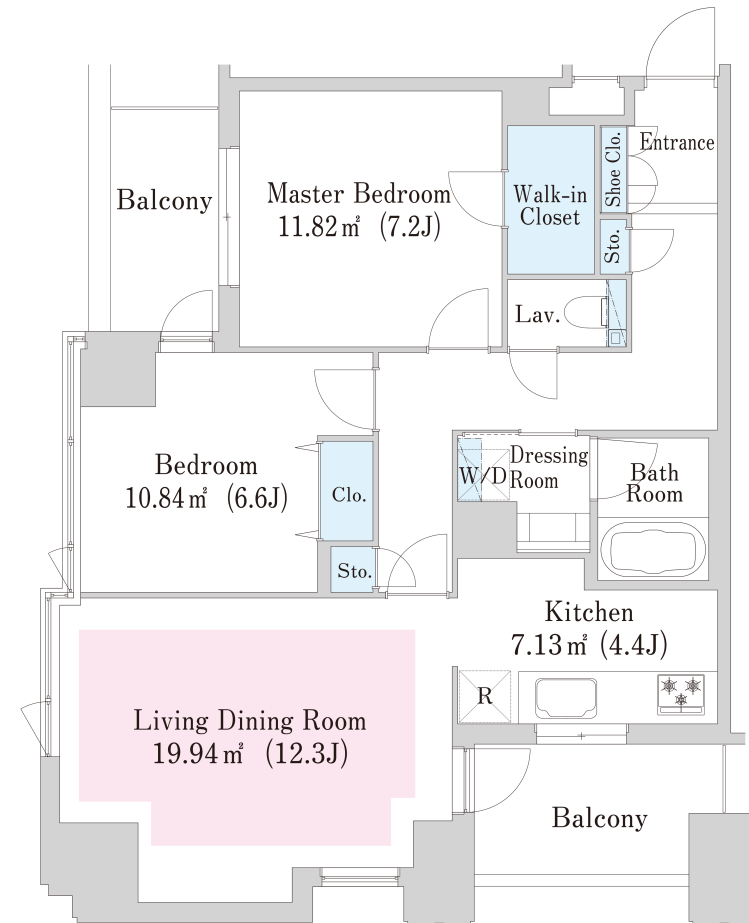 Entrance
Shoe Clo.
Balcony
Master Bedroom
11.82㎡ (7.2J)
Walk-in
Closet
Sto.
Lav.
Bedroom
10.84㎡ (6.6J)
Clo.
W/D
Dressing
Room
Bath
Room
Sto.
Kitchen
7.13㎡ (4.4J)
R
Living Dining Room
19.94㎡ (12.3J)
Balcony